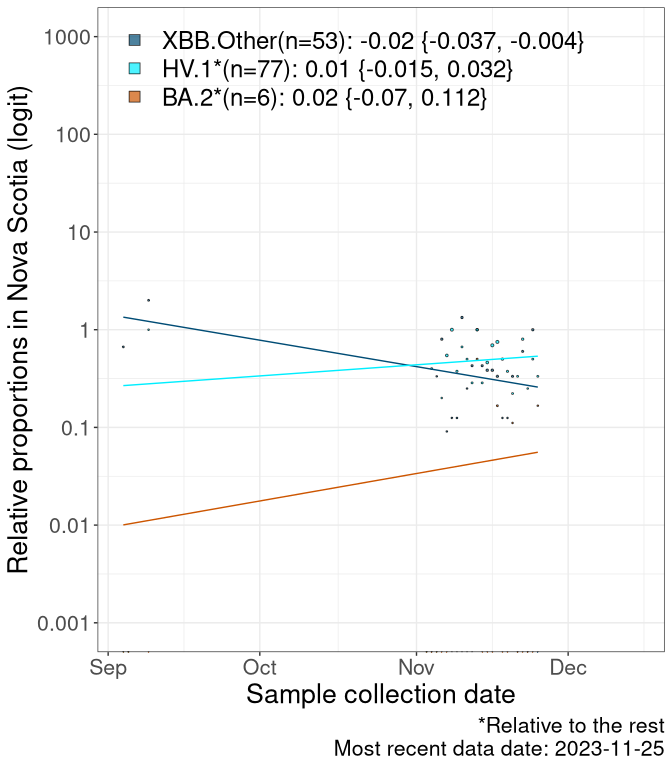 XBB.Other(n=53): -0.02 {-0.037, -0.004}
HV.1*(n=77): 0.01 {-0.015, 0.032}
BA.2*(n=6): 0.02 {-0.07, 0.112}
Relative proportions in Nova Scotia (logit)
1000
100
10
1
0.1
0.01
0.001
Sep Oct Nov Dec
Sample collection date
*Relative to the rest
Most recent data date: 2023-11-25